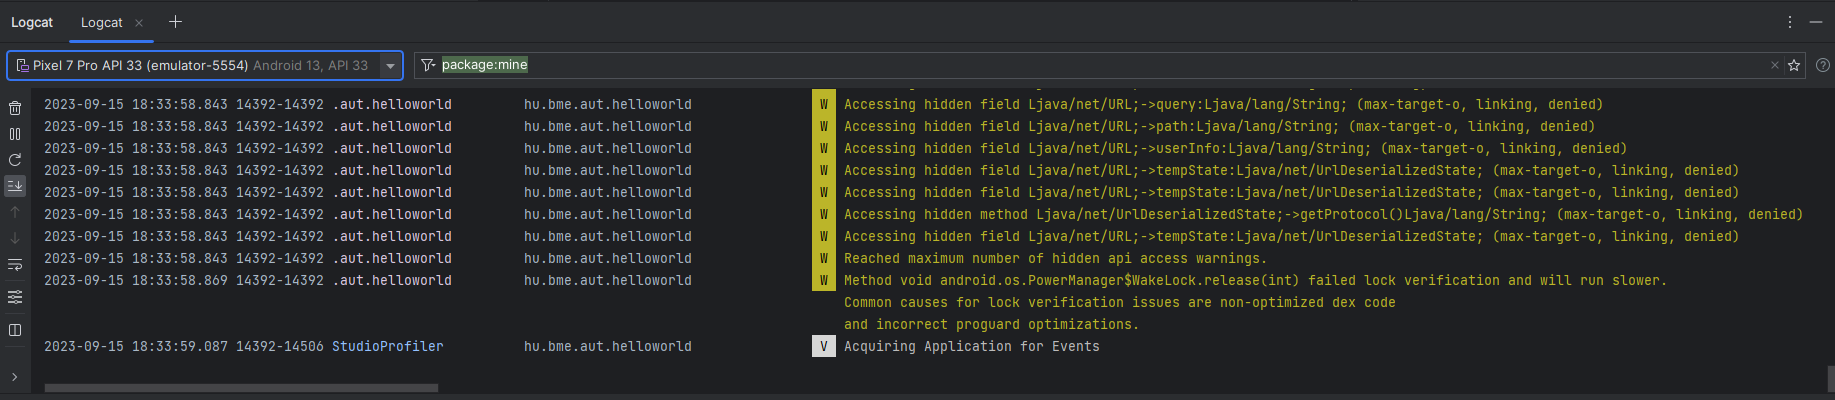 Logcat Logcat
Pixel 7 Pro API 33 (emulator-5554) Android 13, API 33 package:mine
2023-09-15 18:33:58.843 14392-14392 .aut.helloworld hu.bme.aut.helloworld W Accessing hidden field Ljava/net/URL;->query:Ljava/lang/String; (max-target-o, linking, denied)
2023-09-15 18:33:58.843 14392-14392 .aut.helloworld hu.bme.aut.helloworld W Accessing hidden field Ljava/net/URL;->path:Ljava/lang/String; (max-target-o, linking, denied)
2023-09-15 18:33:58.843 14392-14392 .aut.helloworld hu.bme.aut.helloworld W Accessing hidden field Ljava/net/URL;->userInfo:Ljava/lang/String; (max-target-o, linking, denied)
2023-09-15 18:33:58.843 14392-14392 .aut.helloworld hu.bme.aut.helloworld W Accessing hidden field Ljava/net/URL;->tempState:Ljava/net/UrlDeserializedState; (max-target-o, linking, denied)
2023-09-15 18:33:58.843 14392-14392 .aut.helloworld hu.bme.aut.helloworld W Accessing hidden field Ljava/net/URL;->tempState:Ljava/net/UrlDeserializedState; (max-target-o, linking, denied)
2023-09-15 18:33:58.843 14392-14392 .aut.helloworld hu.bme.aut.helloworld W Accessing hidden method Ljava/net/UrlDeserializedState;->getProtocol()Ljava/lang/String; (max-target-o, linking, denied)
2023-09-15 18:33:58.843 14392-14392 .aut.helloworld hu.bme.aut.helloworld W Accessing hidden field Ljava/net/URL;->tempState:Ljava/net/UrlDeserializedState; (max-target-o, linking, denied)
2023-09-15 18:33:58.843 14392-14392 .aut.helloworld hu.bme.aut.helloworld W Reached maximum number of hidden api access warnings.
2023-09-15 18:33:58.869 14392-14392 .aut.helloworld hu.bme.aut.helloworld W Method void android.os.PowerManager$WakeLock.release(int) failed lock verification and will run slower.
Common causes for lock verification issues are non-optimized dex code
and incorrect proguard optimizations.
2023-09-15 18:33:59.087 14392-14506 StudioProfiler hu.bme.aut.helloworld V Acquiring Application for Events